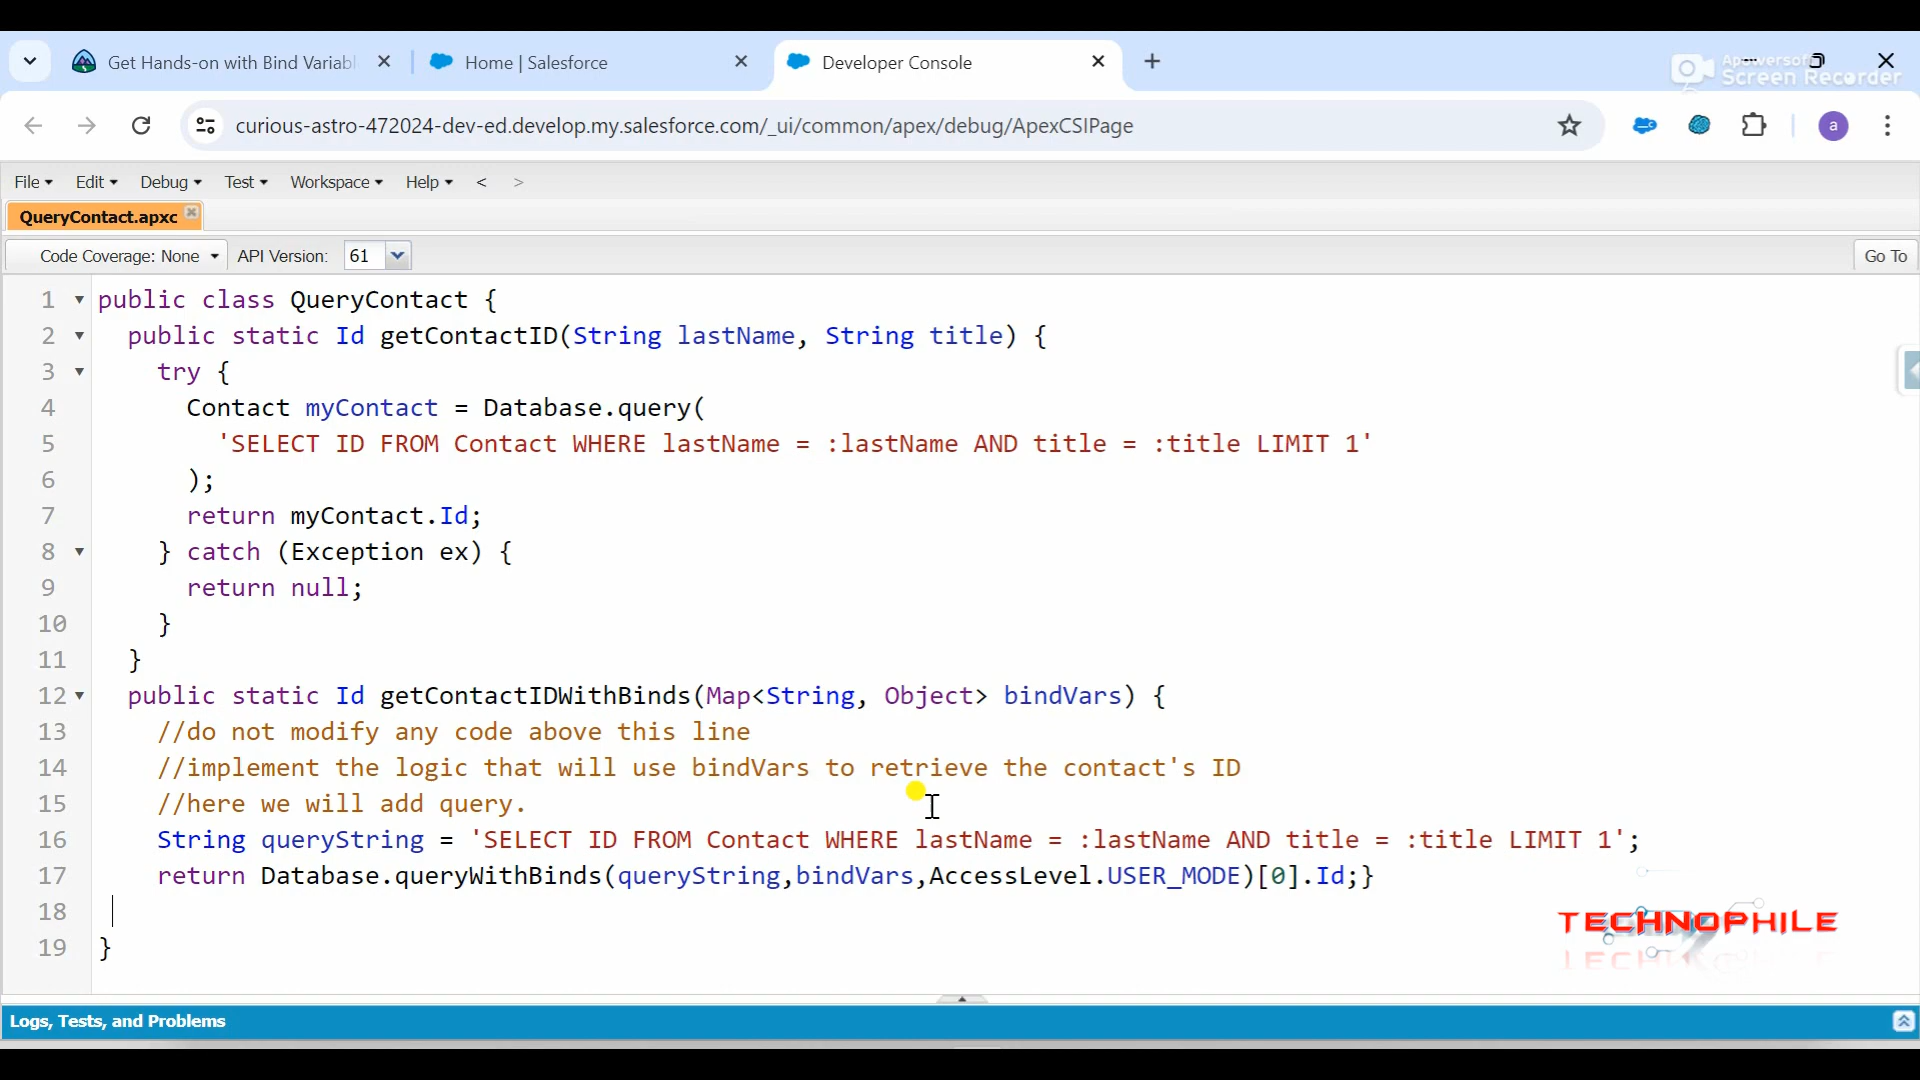 Get Hands-on with Bind Variabl
Home | Salesforce
Developer Console
Apowersoft
Screen Recorder
curious-astro-472024-dev-ed.develop.my.salesforce.com/_ui/common/apex/debug/ApexCSIPage
a
File Edit Debug Test Workspace Help < >
QueryContact.apxc
Code Coverage: None API Version: 61 Go To
1 public class QueryContact {
2 public static Id getContactID(String lastName, String title) {
3 try {
4 Contact myContact = Database.query(
5 'SELECT ID FROM Contact WHERE lastName = :lastName AND title = :title LIMIT 1'
6 );
7 return myContact.Id;
8 } catch (Exception ex) {
9 return null;
10 }
11 }
12 public static Id getContactIDWithBinds(Map<String, Object> bindVars) {
13 //do not modify any code above this line
14 //implement the logic that will use bindVars to retrieve the contact's ID
15 //here we will add query.
16 String queryString = 'SELECT ID FROM Contact WHERE lastName = :lastName AND title = :title LIMIT 1';
17 return Database.queryWithBinds(queryString,bindVars,AccessLevel.USER_MODE)[0].Id;}
18
19 }
TECHNOPHILE
Logs, Tests, and Problems